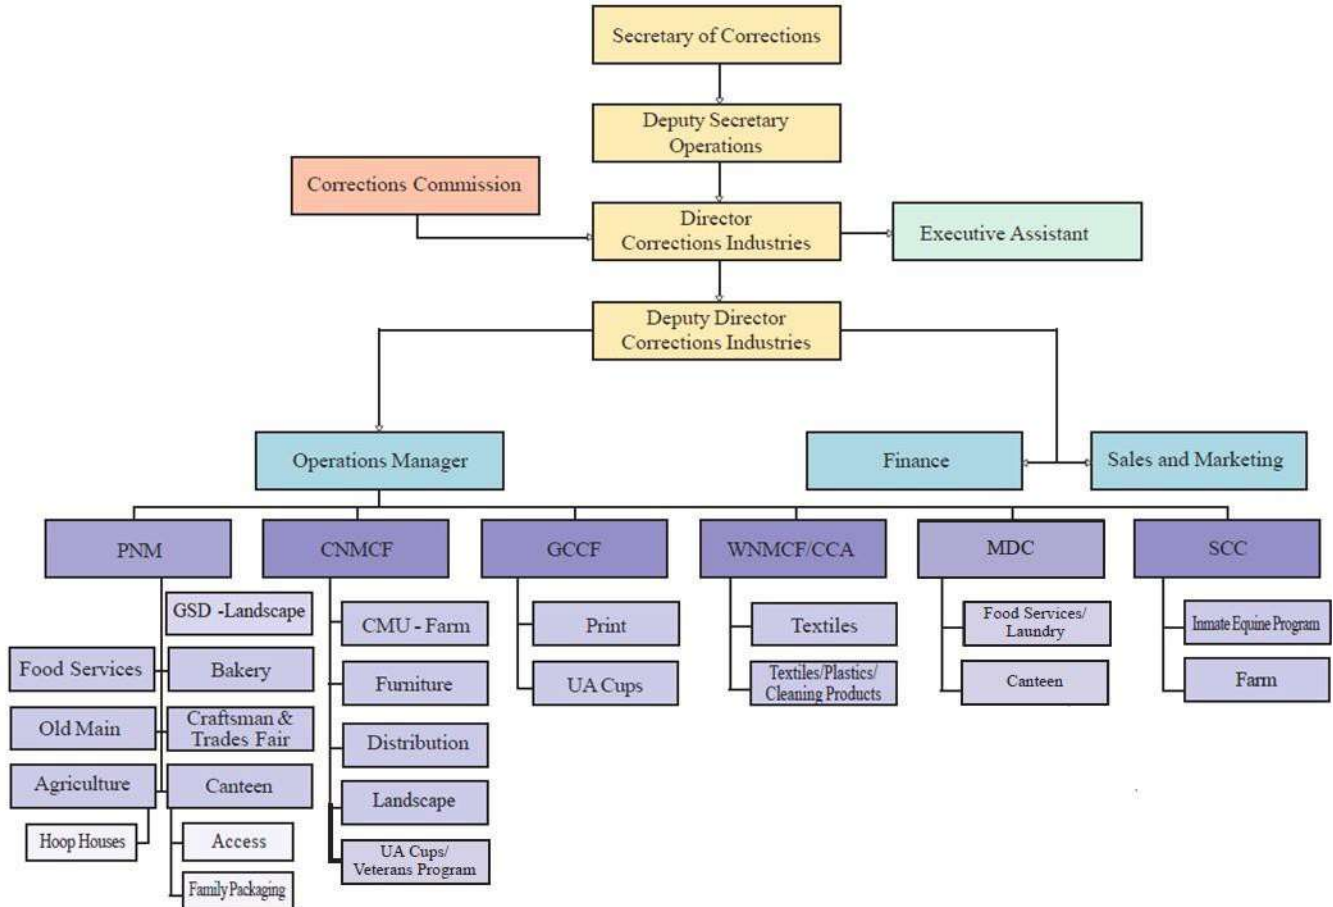 Secretary of Corrections
Deputy Secretary
Operations
Corrections Commission
Director
Corrections Industries
Executive Assistant
Deputy Director
Corrections Industries
Operations Manager
Finance
Sales and Marketing
PNM
CNMCF
GCCF
WNMCF/CCA
MDC
SCC
GSD -Landscape
Food Services
Bakery
Old Main
Craftsman &
Trades Fair
Agriculture
Canteen
Hoop Houses
Access
Family Packaging
CMU - Farm
Furniture
Distribution
Landscape
UA Cups/
Veterans Program
Print
UA Cups
Textiles
Textiles/Plastics/
Cleaning Products
Food Services/
Laundry
Canteen
Inmate Equine Program
Farm